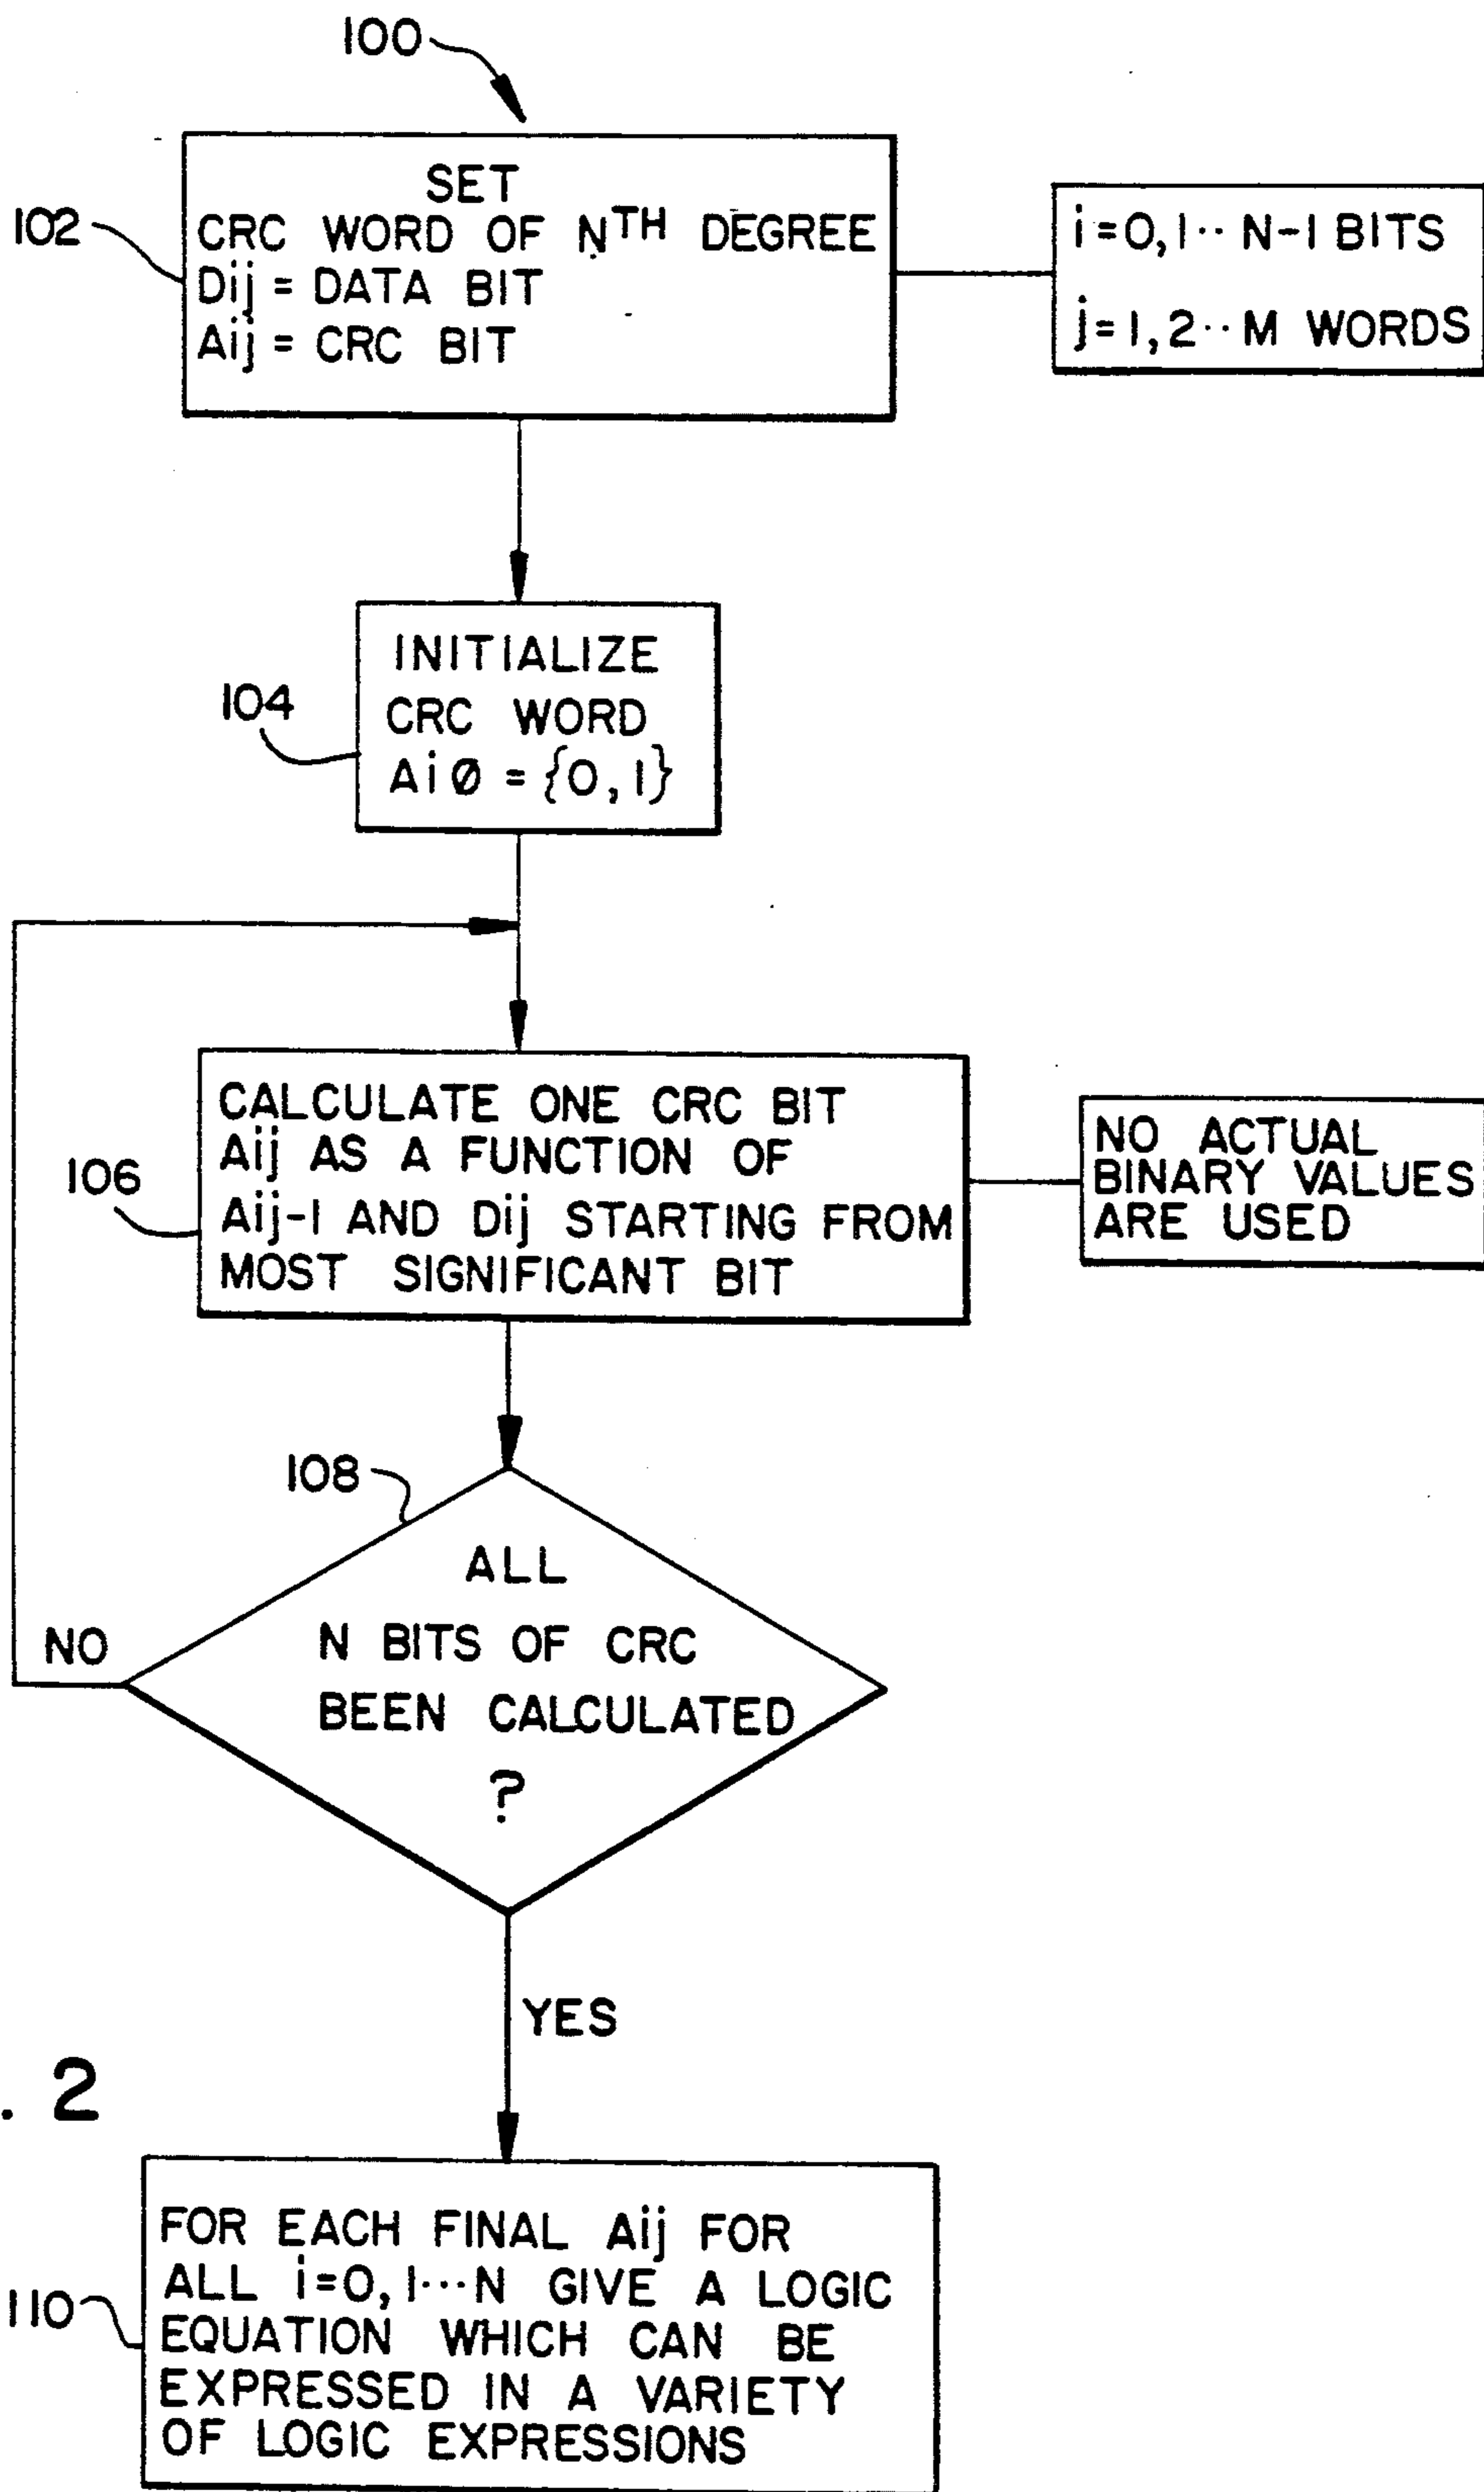 100
102
SET
CRC WORD OF NTH DEGREE
Dij = DATA BIT
Aij = CRC BIT
i=0,1·· N-1 BITS
j=1,2·· M WORDS
104
INITIALIZE
CRC WORD
Ai0 = {0,1}
106
CALCULATE ONE CRC BIT
Aij AS A FUNCTION OF
Aij-1 AND Dij STARTING FROM
MOST SIGNIFICANT BIT
NO ACTUAL
BINARY VALUES
ARE USED
108
ALL
N BITS OF CRC
BEEN CALCULATED
?
NO
YES
. 2
110
FOR EACH FINAL Aij FOR
ALL i=0,1···N GIVE A LOGIC
EQUATION WHICH CAN BE
EXPRESSED IN A VARIETY
OF LOGIC EXPRESSIONS